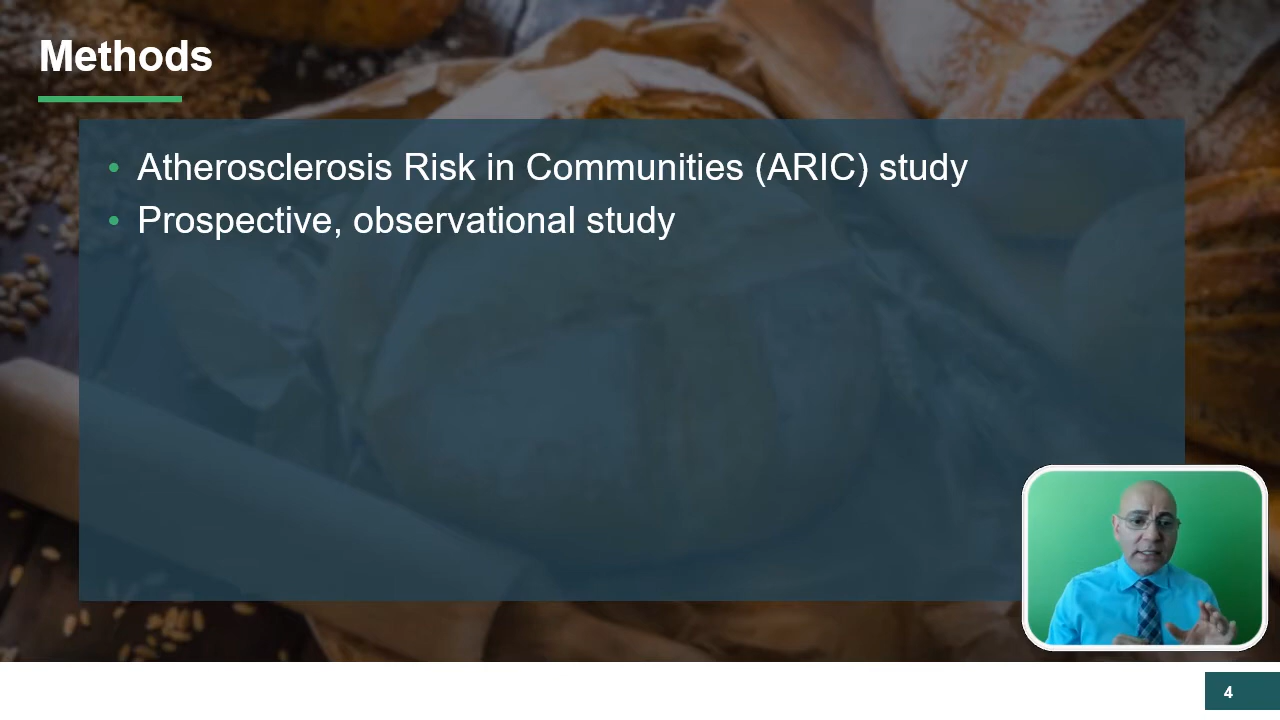 Methods
• Atherosclerosis Risk in Communities (ARIC) study
• Prospective, observational study
4